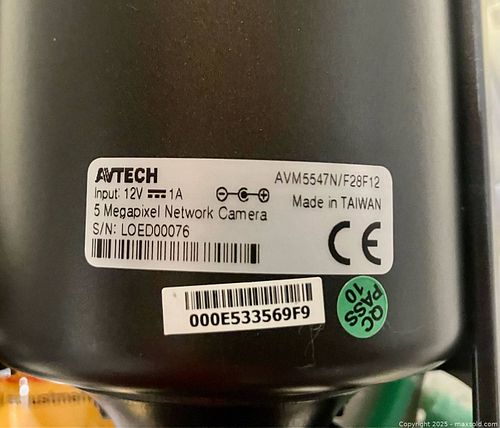 AVTECH
AVM5547N/F28F12
Input: 12V 1A
Made in TAIWAN
5 Megapixel Network Camera
S/N: LOED00076
CE
000E533569F9
QC
PASS
10
adjustment
Copyright 2025 - maxsold.com